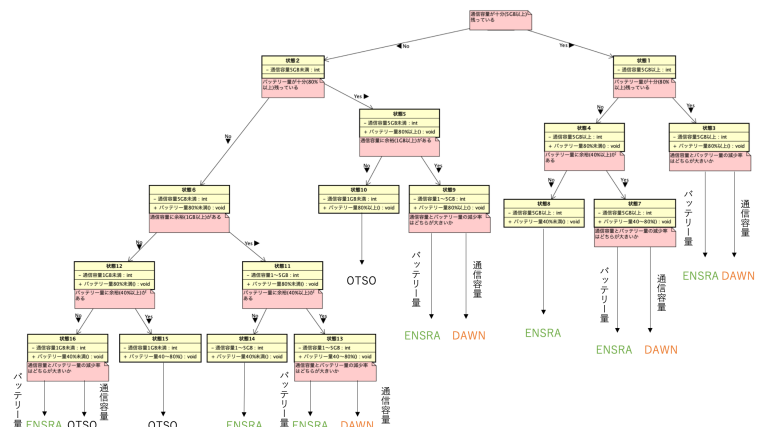 通信容量が十分(5GB以上)
残っている
No
Yes
状態2
- 通信容量5GB未満 : int
バッテリー量が十分(80%
以上)残っている
状態1
- 通信容量5GB以上 : int
バッテリー量が十分(80%
以上)残っている
Yes
No
No
Yes
状態5
- 通信容量5GB未満 : int
+ バッテリー量80%以上() : void
通信容量に余裕(1GB以上)がある
状態4
- 通信容量5GB以上 : int
+ バッテリー量80%未満() : void
バッテリー量に余裕(40%以上)が
ある
状態3
- 通信容量5GB以上 : int
+ バッテリー量80%以上() : void
通信容量とバッテリー量の減少率
はどちらが大きいか
No
Yes
No
Yes
状態6
- 通信容量5GB未満 : int
+ バッテリー量80%未満() : void
通信容量に余裕(1GB以上)がある
状態10
- 通信容量1GB未満 : int
+ バッテリー量80%以上() : void
状態9
- 通信容量1〜5GB : int
+ バッテリー量80%以上() : void
通信容量とバッテリー量の減少率
はどちらが大きいか
状態8
- 通信容量5GB以上 : int
+ バッテリー量40%未満() : void
状態7
- 通信容量5GB以上 : int
+ バッテリー量40〜80%() : void
通信容量とバッテリー量の減少率
はどちらが大きいか
バッテリー量
通信容量
ENSRA
DAWN
No
Yes
OTSO
バッテリー量
通信容量
バッテリー量
通信容量
状態12
- 通信容量1GB未満 : int
+ バッテリー量80%未満() : void
バッテリー量に余裕(40%以上)が
ある
状態11
- 通信容量1〜5GB : int
+ バッテリー量80%未満() : void
バッテリー量に余裕(40%以上)が
ある
ENSRA
DAWN
ENSRA
ENSRA
DAWN
No
Yes
No
Yes
状態16
- 通信容量1GB未満 : int
+ バッテリー量40%未満() : void
通信容量とバッテリー量の減少率
はどちらが大きいか
状態15
- 通信容量1GB未満 : int
+ バッテリー量40〜80%() : void
状態14
- 通信容量1〜5GB : int
+ バッテリー量40%未満() : void
状態13
- 通信容量1〜5GB : int
+ バッテリー量40〜80%() : void
通信容量とバッテリー量の減少率
はどちらが大きいか
バッテリー量
通信容量
バッテリー量
通信容量
ENSRA
OTSO
OTSO
ENSRA
ENSRA
DAWN